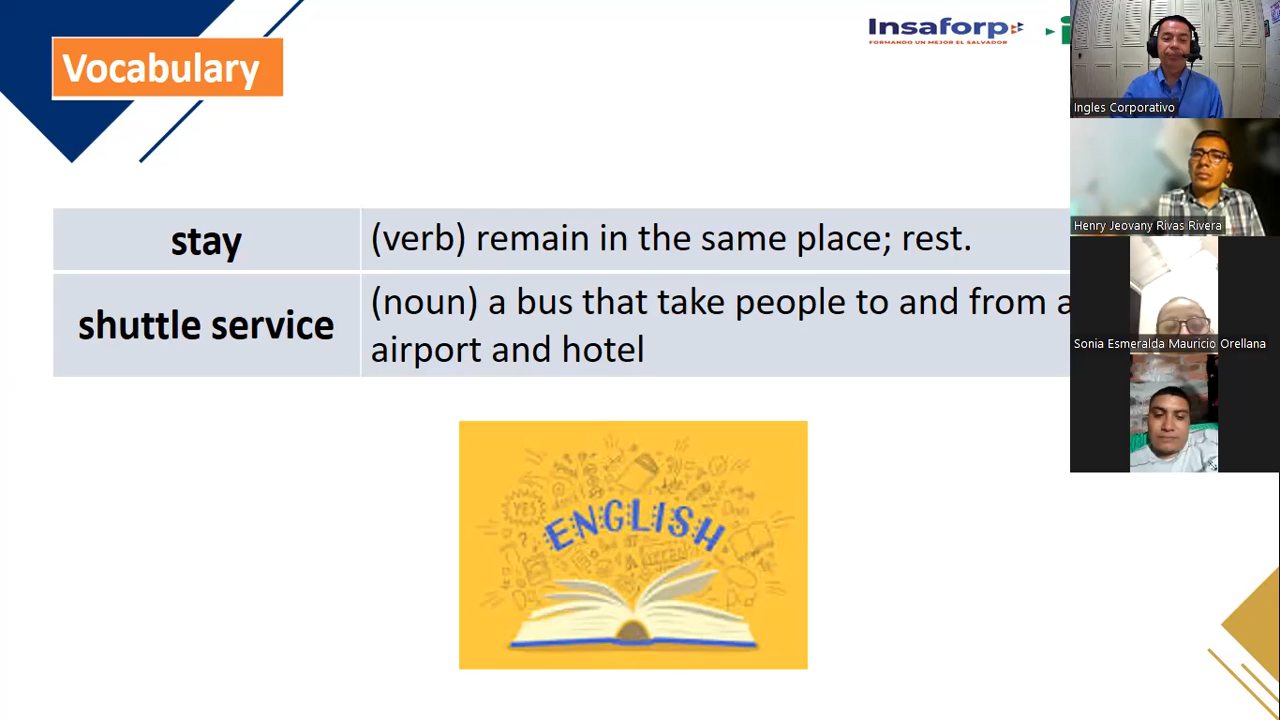 Vocabulary
Insaforp
FORMANDO UN MEJOR EL SALVADOR
stay
(verb) remain in the same place; rest.
shuttle service
(noun) a bus that take people to and from a
airport and hotel
YES
ENGLISH
Ingles Corporativo
Henry Jeovany Rivas Rivera
Sonia Esmeralda Mauricio Orellana